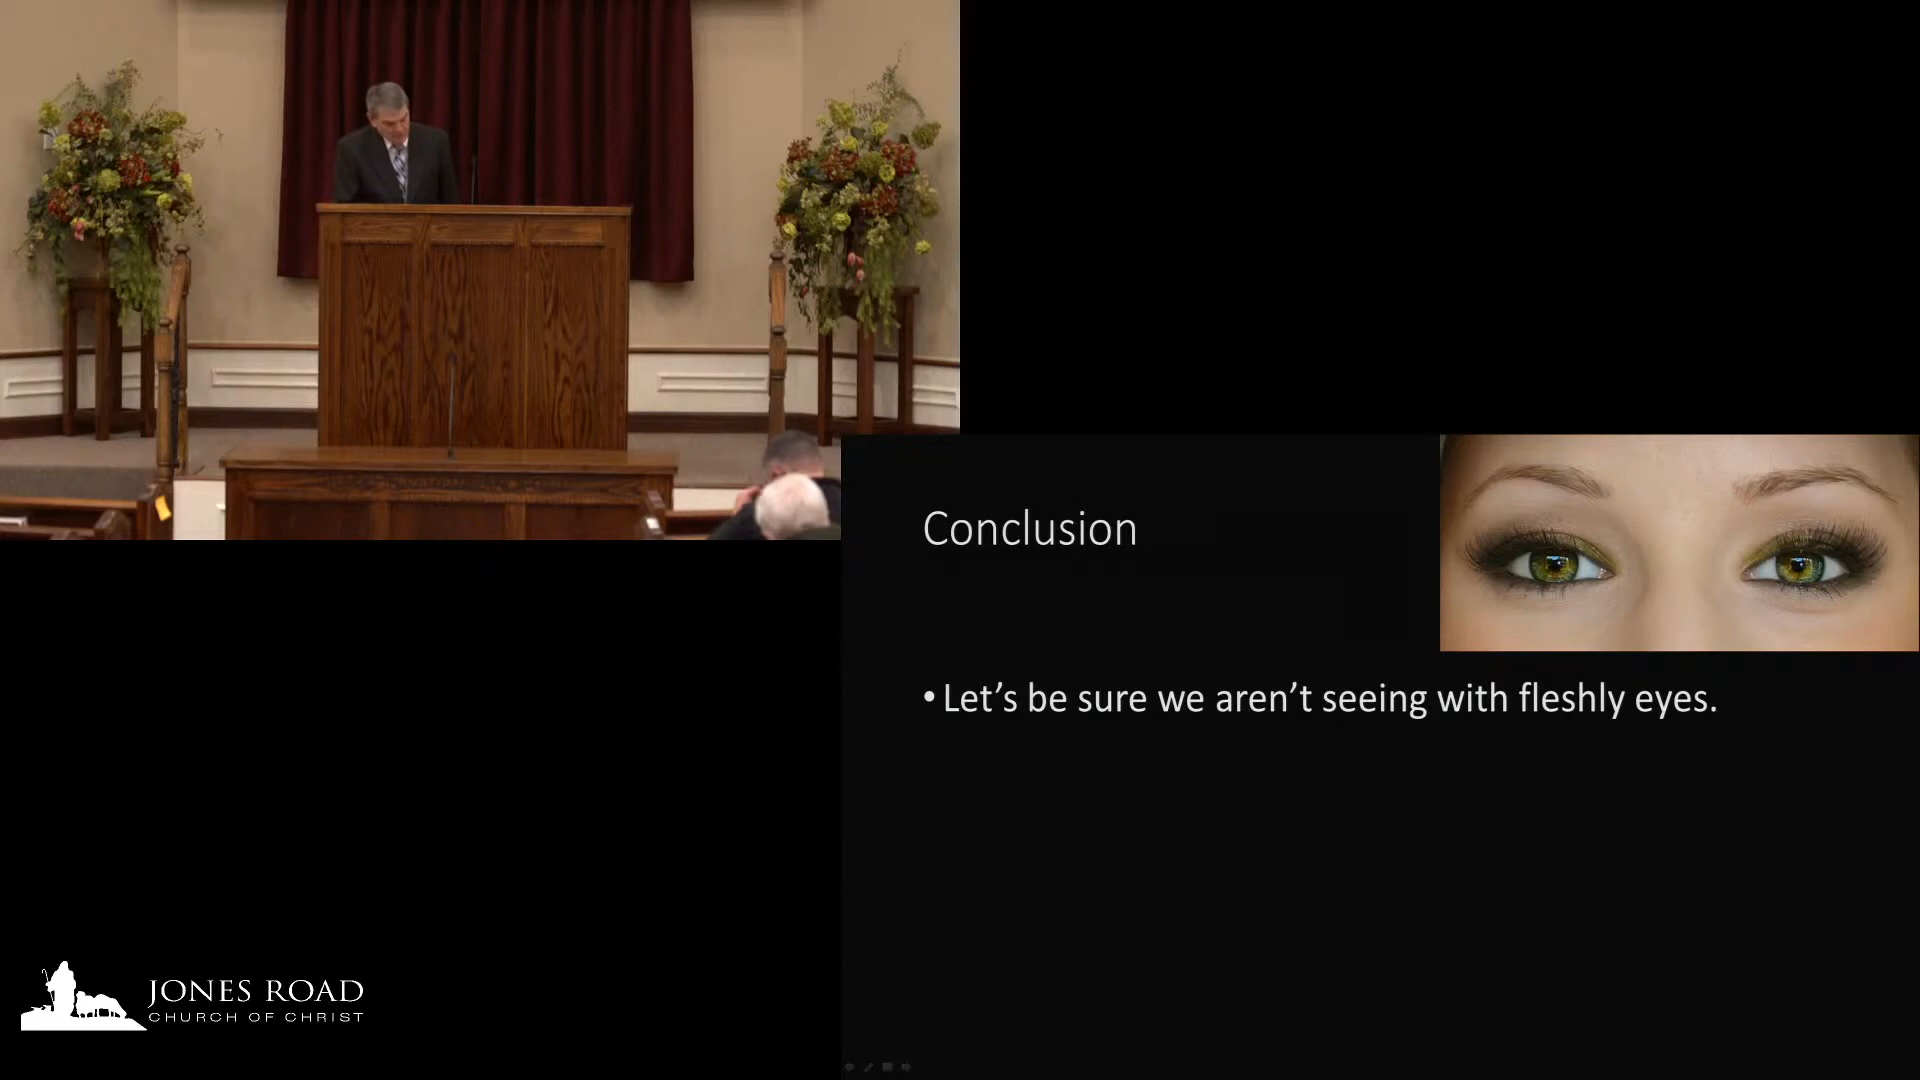 Conclusion
• Let’s be sure we aren’t seeing with fleshly eyes.
JONES ROAD
CHURCH OF CHRIST